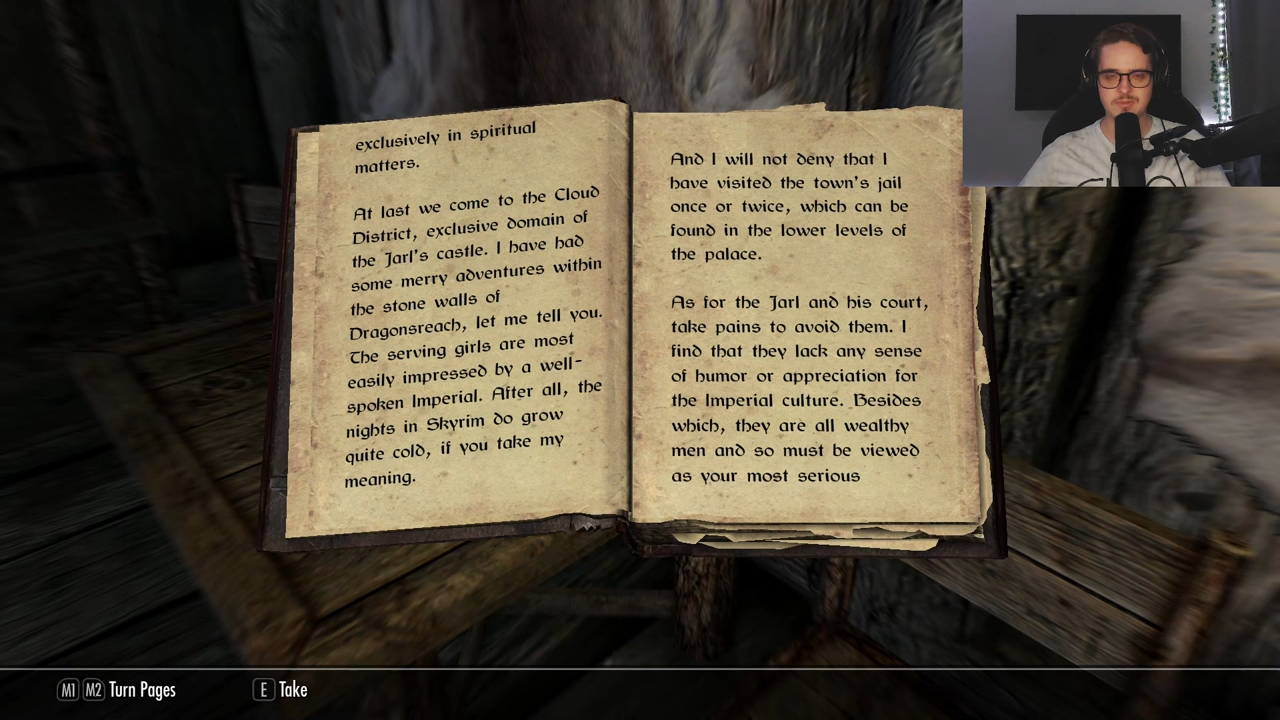 exclusively in spiritual
matters.
At last we come to the Cloud
District, exclusive domain of
the Jarl's castle. I have had
some merry adventures within
the stone walls of
Dragonsreach, let me tell you.
The serving girls are most
easily impressed by a well-
spoken Imperial. After all, the
nights in Skyrim do grow
quite cold, if you take my
meaning.
And I will not deny that I
have visited the town's jail
once or twice, which can be
found in the lower levels of
the palace.
As for the Jarl and his court,
take pains to avoid them. I
find that they lack any sense
of humor or appreciation for
the Imperial culture. Besides
which, they are all wealthy
men and so must be viewed
as your most serious
M1 M2 Turn Pages
E Take